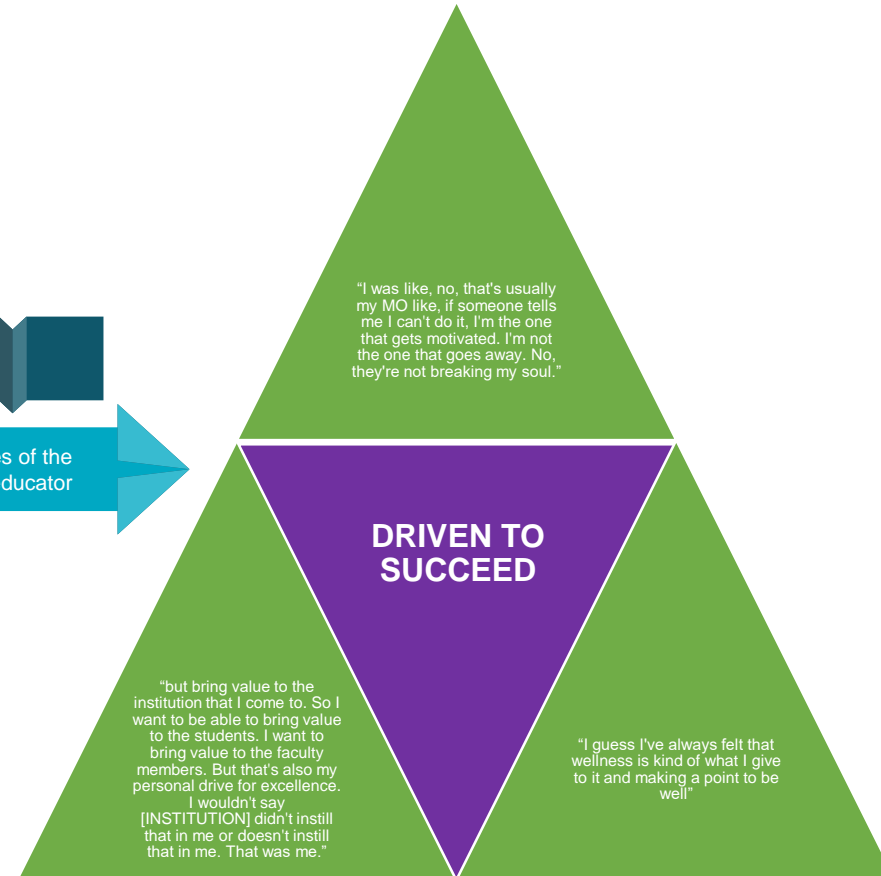 “I was like, no, that's usually
my MO like, if someone tells
me I can't do it, I'm the one
that gets motivated. I'm not
the one that goes away. No,
they're not breaking my soul.”
of the
DRIVEN TO
SUCCEED
“but bring value to the
institution that I come to. So I
want to be able to bring value
to the students. I want to
bring value to the faculty
members. But that's also my
personal drive for excellence.
I wouldn't say
[INSTITUTION] didn't instill
that in me or doesn't instill
that in me. That was me.”
“I guess I've always felt that
wellness is kind of what I give
to it and making a point to be
well”